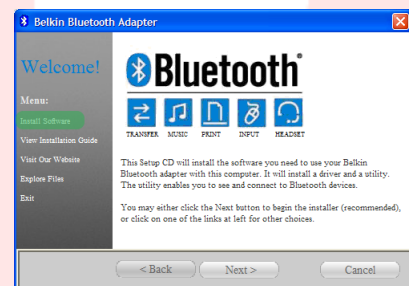 Belkin Bluetooth Adapter
Welcome!
Menu:
Install Software
View Installation Guide
Visit Our Website
Explore Files
Exit
Bluetooth
TRANSFER MUSIC PRINT INPUT HEADSET
This Setup CD will install the software you need to use your Belkin
Bluetooth adapter with this computer. It will install a driver and a utility.
The utility enables you to see and connect to Bluetooth devices.
You may either click the Next button to begin the installer (recommended),
or click on one of the links at left for other choices.
< Back Next > Cancel